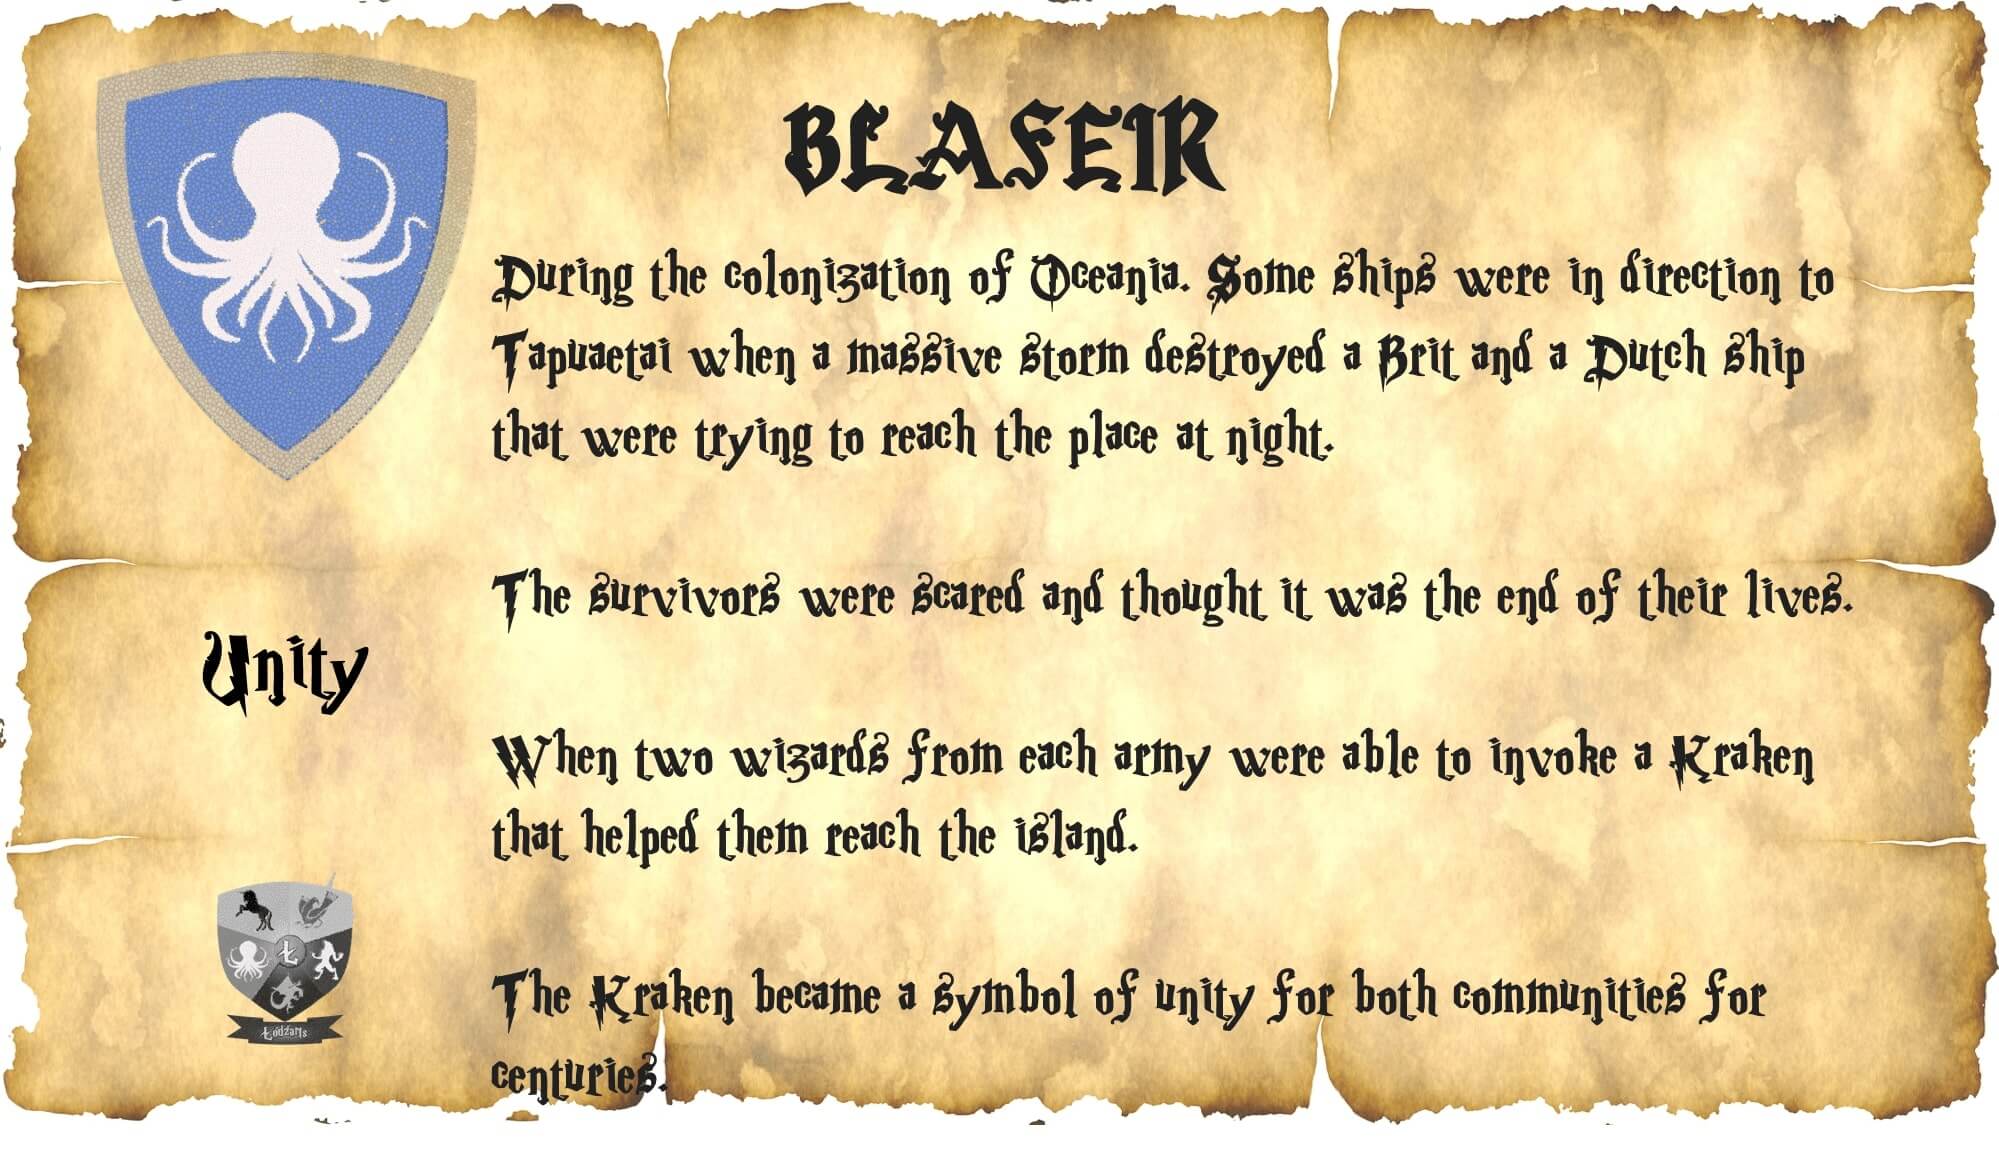 BLAFEIR
During the colonization of Oceania. Some ships were in direction to
Tapuaetai when a massive storm destroyed a Brit and a Dutch ship
that were trying to reach the place at night.
The survivors were scared and thought it was the end of their lives.
Unity
When two wizards from each army were able to invoke a Kraken
that helped them reach the island.
The Kraken became a symbol of unity for both communities for
centuries.
Ł
Łodzarts